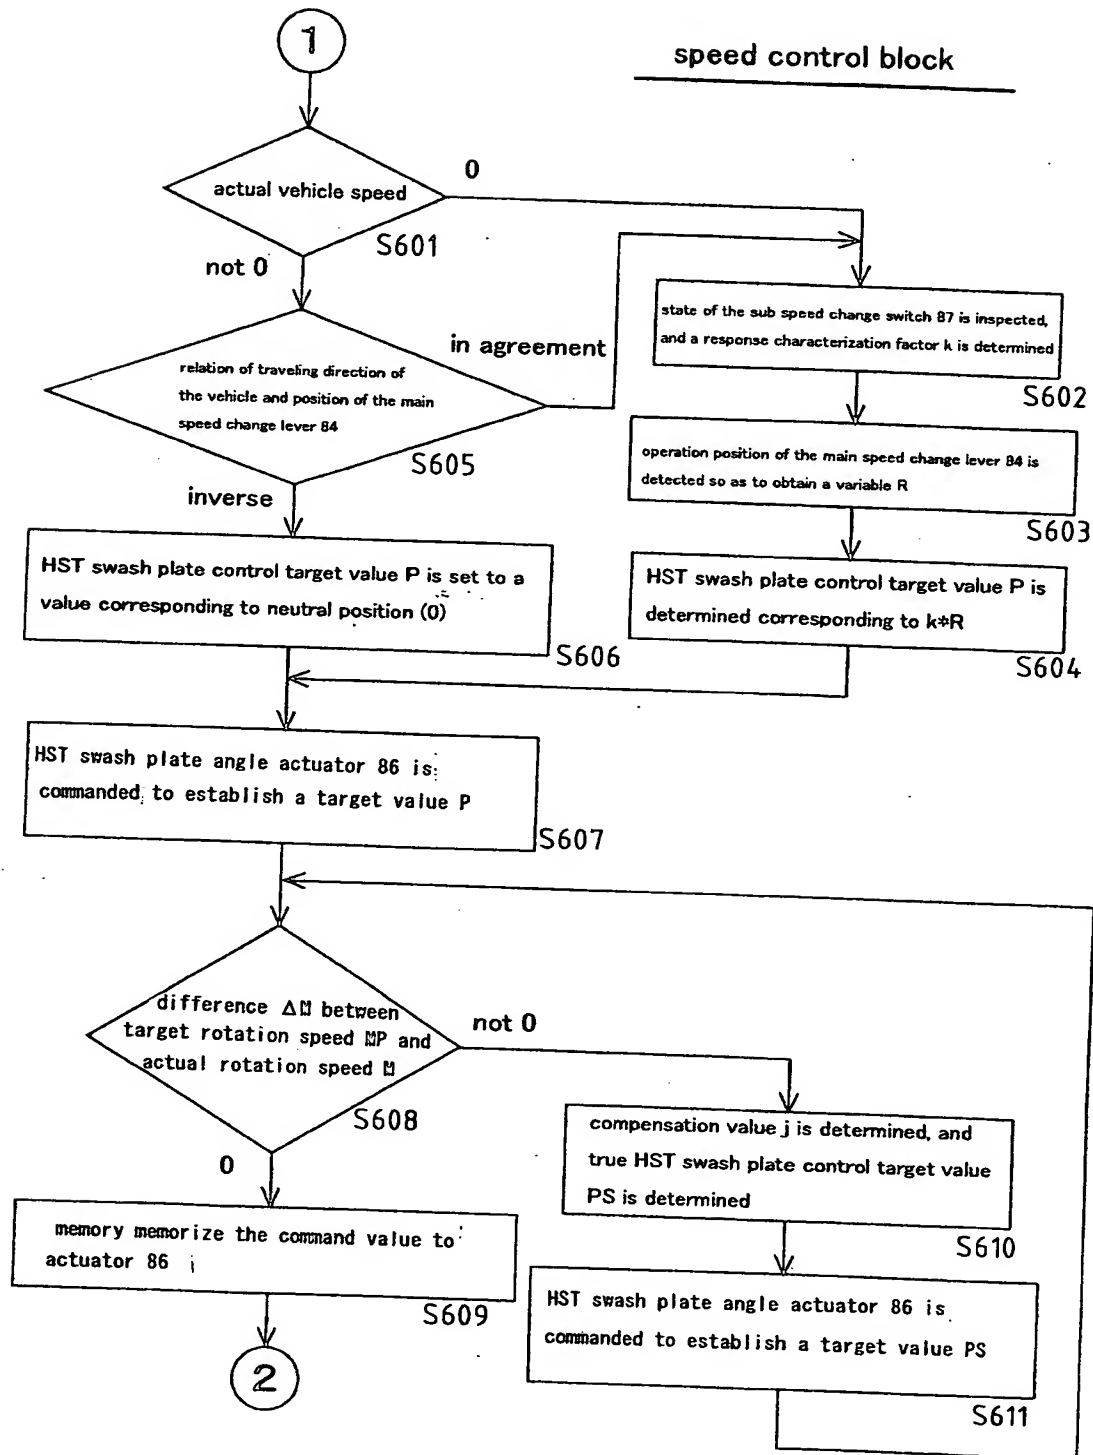 1
speed control block
0
actual vehicle speed
S601
not 0
in agreement
state of the sub speed change switch 87 is inspected,
and a response characterization factor k is determined
S602
relation of traveling direction of
the vehicle and position of the main
speed change lever 84
S605
operation position of the main speed change lever 84 is
detected so as to obtain a variable R
S603
inverse
HST swash plate control target value P is set to a
value corresponding to neutral position (0)
S606
HST swash plate control target value P is
determined corresponding to k*R
S604
HST swash plate angle actuator 86 is
commanded to establish a target value P
S607
difference ΔM between
target rotation speed MP and
actual rotation speed M
S608
not 0
0
compensation value j is determined, and
true HST swash plate control target value
PS is determined
S610
memory memorize the command value to
actuator 86
S609
HST swash plate angle actuator 86 is
commanded to establish a target value PS
S611
2